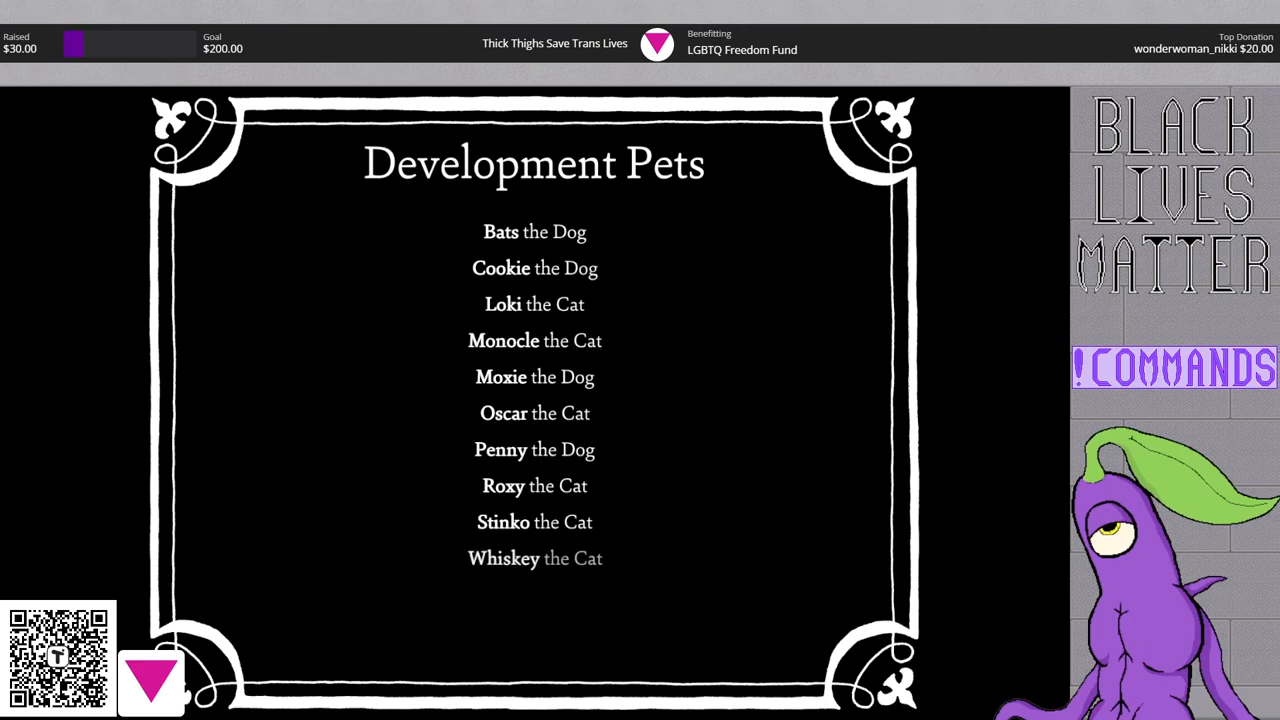 Raised
$30.00
Goal
$200.00
Thick Thighs Save Trans Lives
Benefitting
LGBTQ Freedom Fund
Top Donation
wonderwoman_nikki $20.00
Development Pets
Bats the Dog
Cookie the Dog
Loki the Cat
Monocle the Cat
Moxie the Dog
Oscar the Cat
Penny the Dog
Roxy the Cat
Stinko the Cat
Whiskey the Cat
BLACK
LIVES
MATTER
!COMMANDS
T